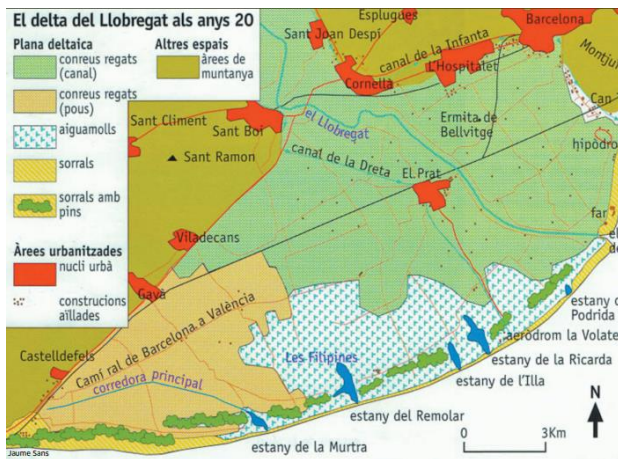 El delta del Llobregat als anys 20
Plana deltaica
conreus regats
(canal)
conreus regats
(pous)
aiguamolls
sorrals
sorrals amb
pins
Altres espais
àrees de
muntanya
Àrees urbanitzades
nucli urbà
construcions
aïllades
Esplugues
Barcelona
Sant Joan Despí
canal de la Infanta
Montju
Cornellà
L'Hospitalet
Can
Sant Climent
Sant Boi
el Llobregat
Ermita de
Bellvitge
hipòdro
Sant Ramon
canal de la Dreta
El Prat
far
el
de
Viladecans
Gavà
estany d
Podrida
Camí ral de Barcelona a València
aeròdrom la Volate
Castelldefels
Les Filipines
estany de la Ricarda
corredora principal
estany de l'Illa
estany del Remolar
N
estany de la Murtra
0 3Km
Jaume Sans